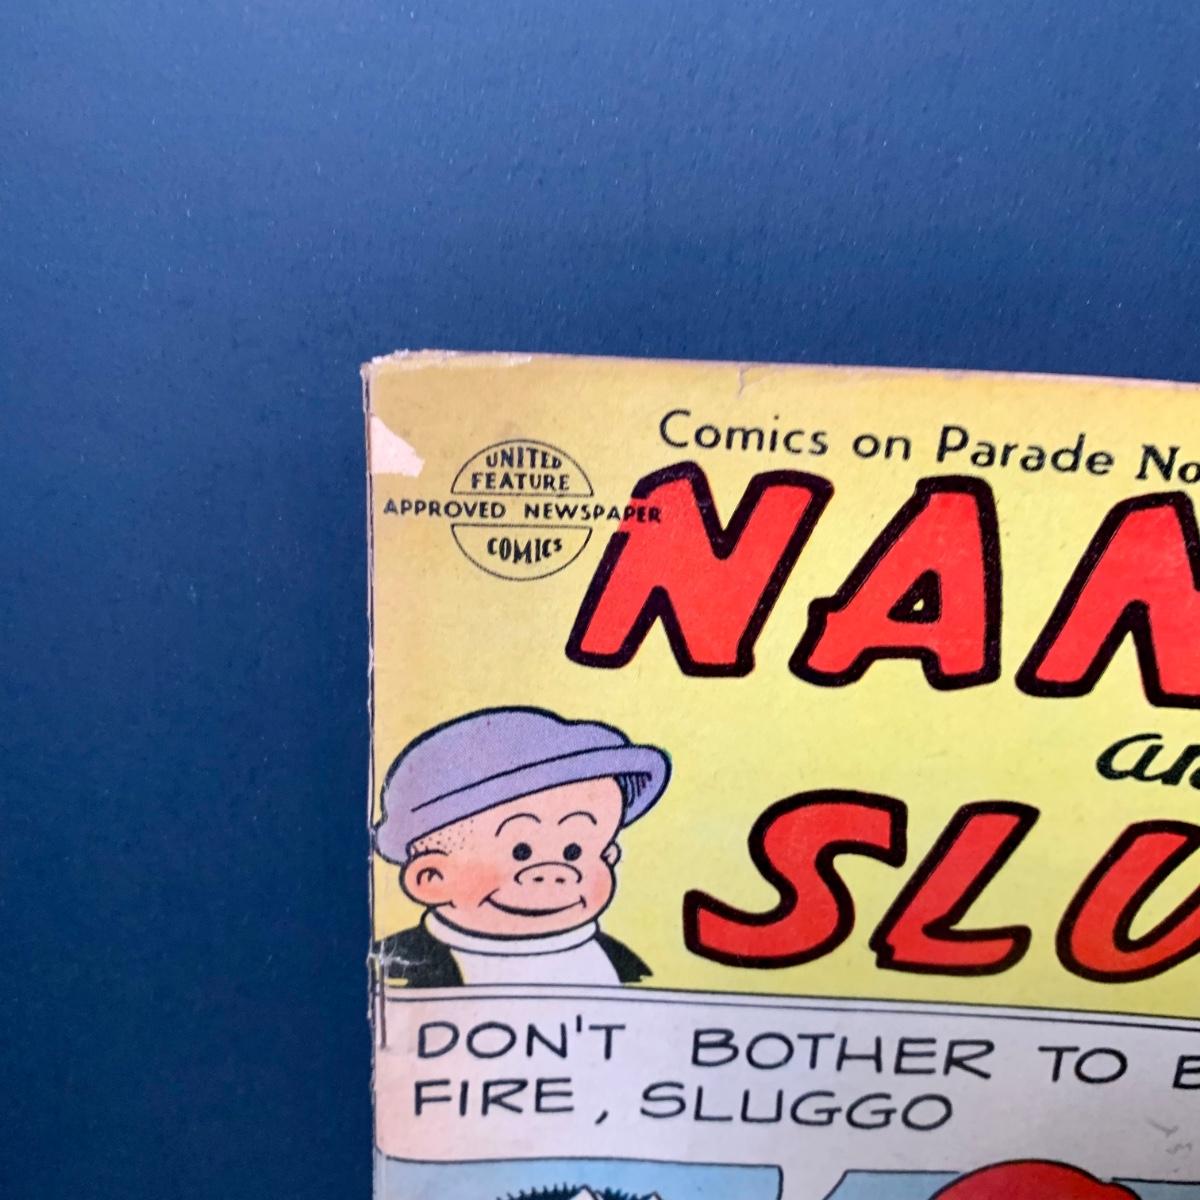 Comics on Parade No
UNITED
FEATURE
APPROVED NEWSPAPER
COMICS
NAN
an
SLU
DON'T BOTHER TO B
FIRE, SLUGGO